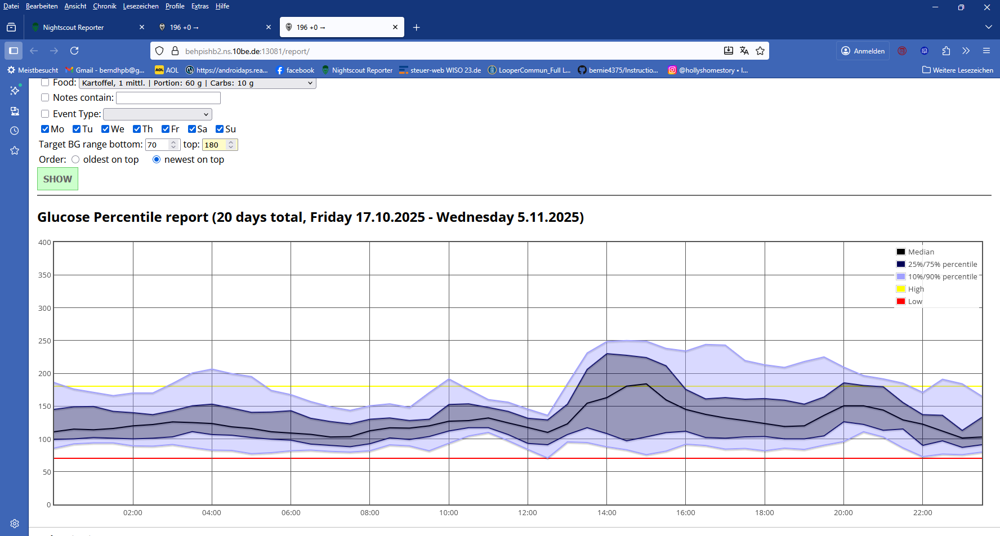 Datei Bearbeiten Ansicht Chronik Lesezeichen Profile Extras Hilfe
Nightscout Reporter 196 +0 → 196 +0 →
behpishb2.ns.10be.de:13081/report/
Anmelden
Meistbesucht Gmail - berndhpb@g... AOL https://androidaps.rea... facebook Nightscout Reporter steuer-web WISO 23.de LooperCommun_Full L... bernie4375/Instructio... @hollyshomestory • I... Weitere Lesezeichen
Food: Kartoffel, 1 mittl. | Portion: 60 g | Carbs: 10 g
Notes contain:
Event Type:
Mo Tu We Th Fr Sa Su
Target BG range bottom: 70 top: 180
Order: oldest on top newest on top
SHOW
Glucose Percentile report (20 days total, Friday 17.10.2025 - Wednesday 5.11.2025)
400
350
300
250
200
150
100
50
0
Median
25%/75% percentile
10%/90% percentile
High
Low
02:00 04:00 06:00 08:00 10:00 12:00 14:00 16:00 18:00 20:00 22:00